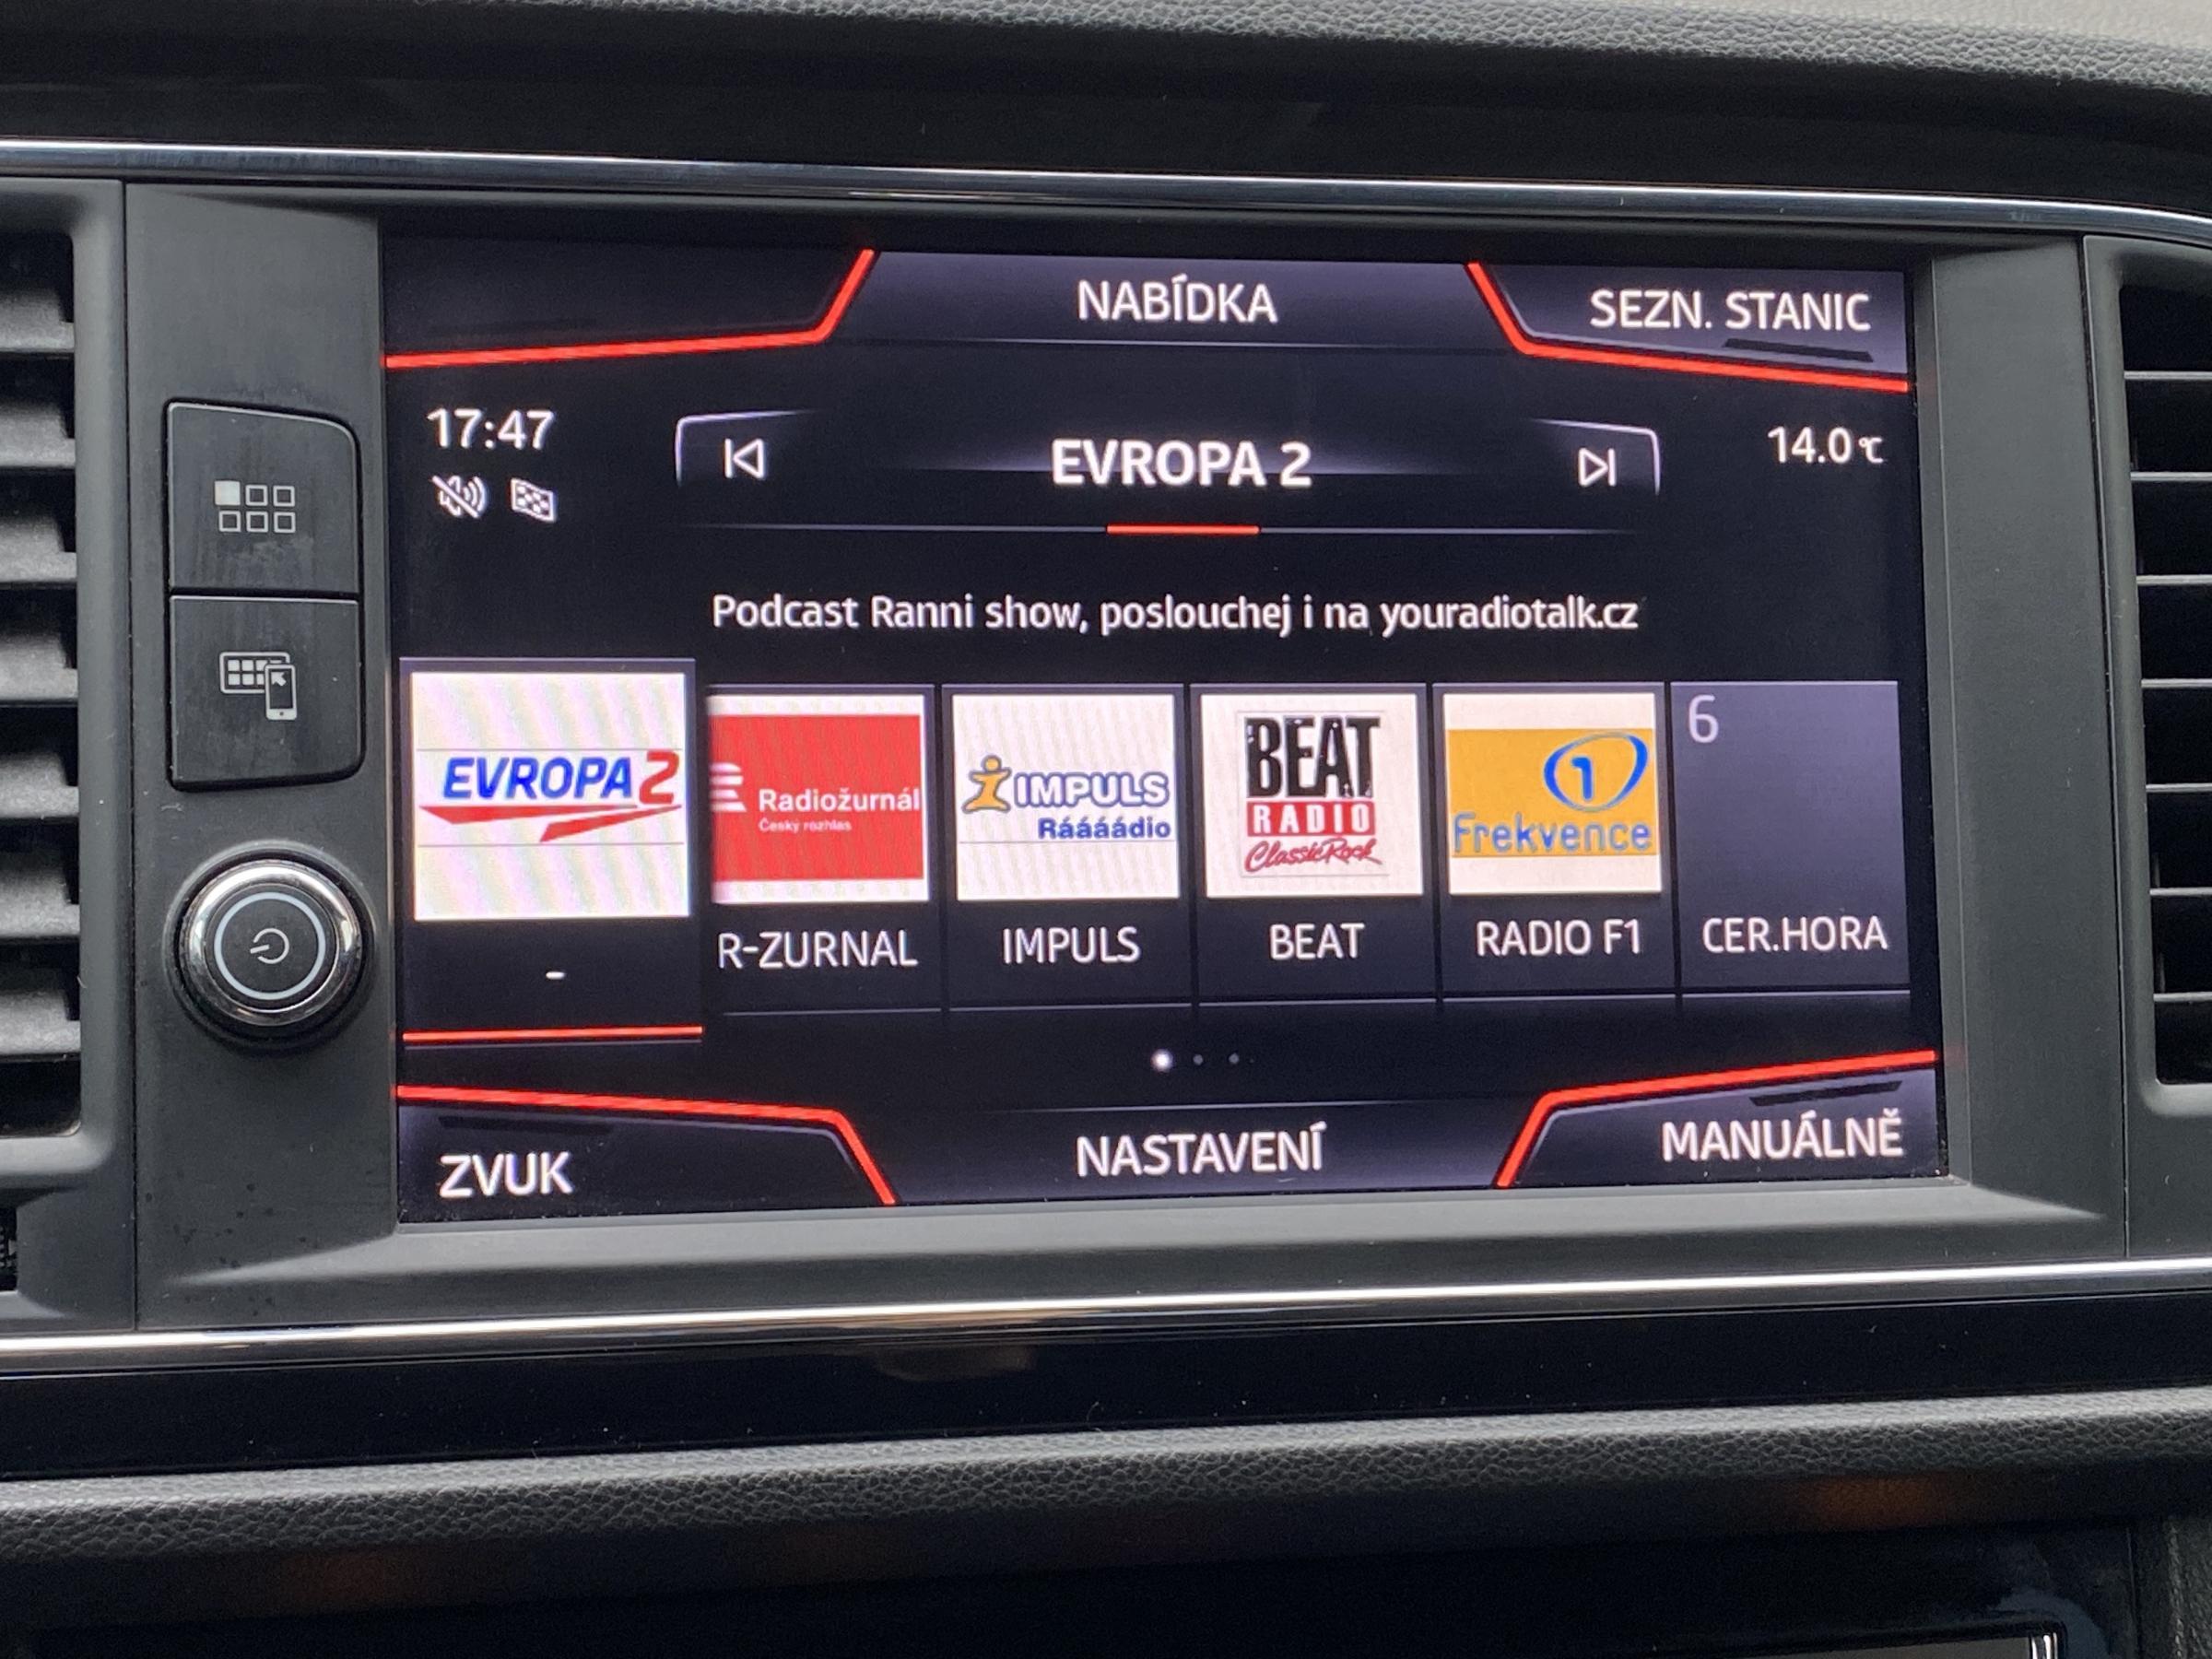 NABÍDKA
SEZN. STANIC
17:47
EVROPA 2
14.0 °C
Podcast Ranni show, poslouchej i na youradiotalk.cz
EVROPA 2
Radiožurnál
Český rozhlas
IMPULS
Ráááádio
BEAT
RADIO
Classic Rock
1
Frekvence
6
-
R-ZURNAL
IMPULS
BEAT
RADIO F1
CER.HORA
ZVUK
NASTAVENÍ
MANUÁLNĚ